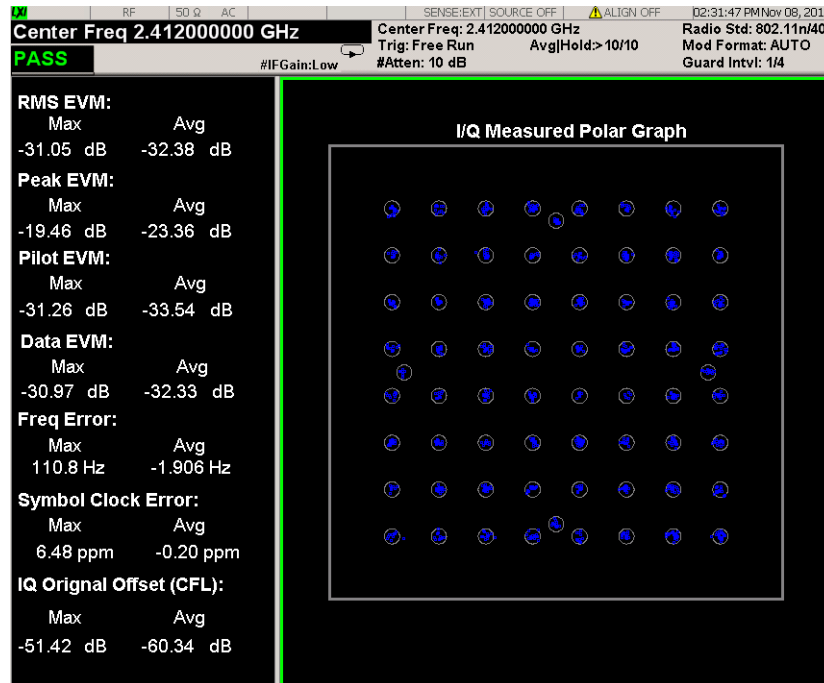 LXI RF 50 Ω AC SENSE:EXT SOURCE OFF ALIGN OFF 02:31:47 PM Nov 08, 201
Center Freq 2.412000000 GHz Center Freq: 2.412000000 GHz Radio Std: 802.11n/40
Trig: Free Run Avg|Hold:> 10/10 Mod Format: AUTO
PASS #IFGain:Low #Atten: 10 dB Guard Intvl: 1/4
RMS EVM:
Max Avg
-31.05 dB -32.38 dB
Peak EVM:
Max Avg
-19.46 dB -23.36 dB
Pilot EVM:
Max Avg
-31.26 dB -33.54 dB
Data EVM:
Max Avg
-30.97 dB -32.33 dB
Freq Error:
Max Avg
110.8 Hz -1.906 Hz
Symbol Clock Error:
Max Avg
6.48 ppm -0.20 ppm
IQ Orignal Offset (CFL):
Max Avg
-51.42 dB -60.34 dB
I/Q Measured Polar Graph